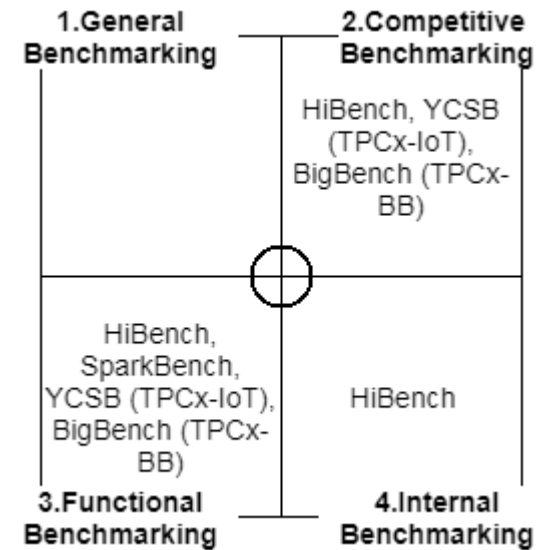 1.General
Benchmarking
2.Competitive
Benchmarking
HiBench, YCSB
(TPCx-IoT),
BigBench (TPCx-
BB)
HiBench,
SparkBench,
YCSB (TPCx-IoT),
BigBench (TPCx-
BB)
HiBench
3.Functional
Benchmarking
4.Internal
Benchmarking